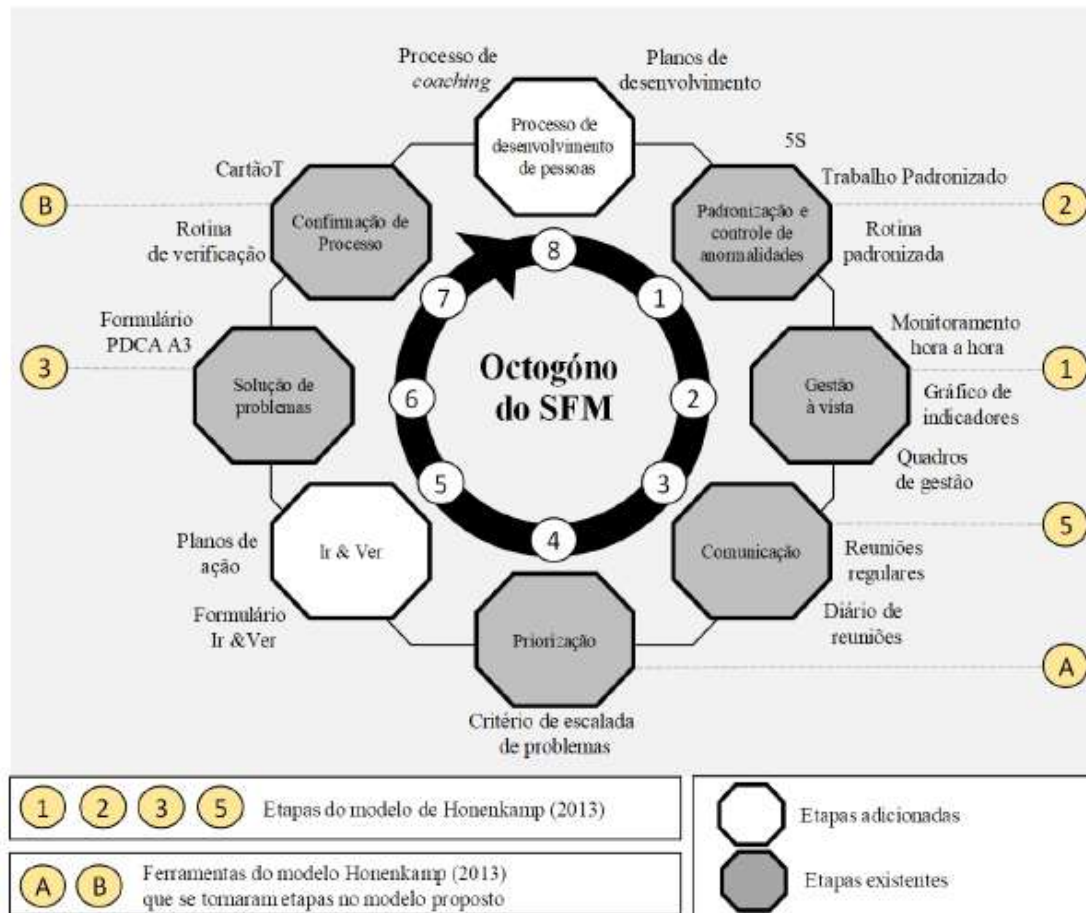 Processo de
coaching
Planos de
desenvolvimento
Processo de
desenvolvimento
de pessoas
5S
CartãoT
Trabalho Padronizado
B
2
Confirmação de
Processo
Padronização e
controle de
anormalidades
Rotina
de verificação
Rotina
padronizada
8
7
1
Formulário
PDCA A3
Monitoramento
hora a hora
3
1
Octogóno
do SFM
Solução de
problemas
6
2
Gestão
à vista
Gráfico de
indicadores
Quadros
de gestão
5
3
4
5
Planos de
ação
Ir & Ver
Comunicação
Reuniões
regulares
Formulário
Ir &Ver
Diário de
reuniões
Priorização
A
Critério de escalada
de problemas
1 2 3 5 Etapas do modelo de Honenkamp (2013)
Etapas adicionadas
A B Ferramentas do modelo Honenkamp (2013)
que se tornaram etapas no modelo proposto
Etapas existentes